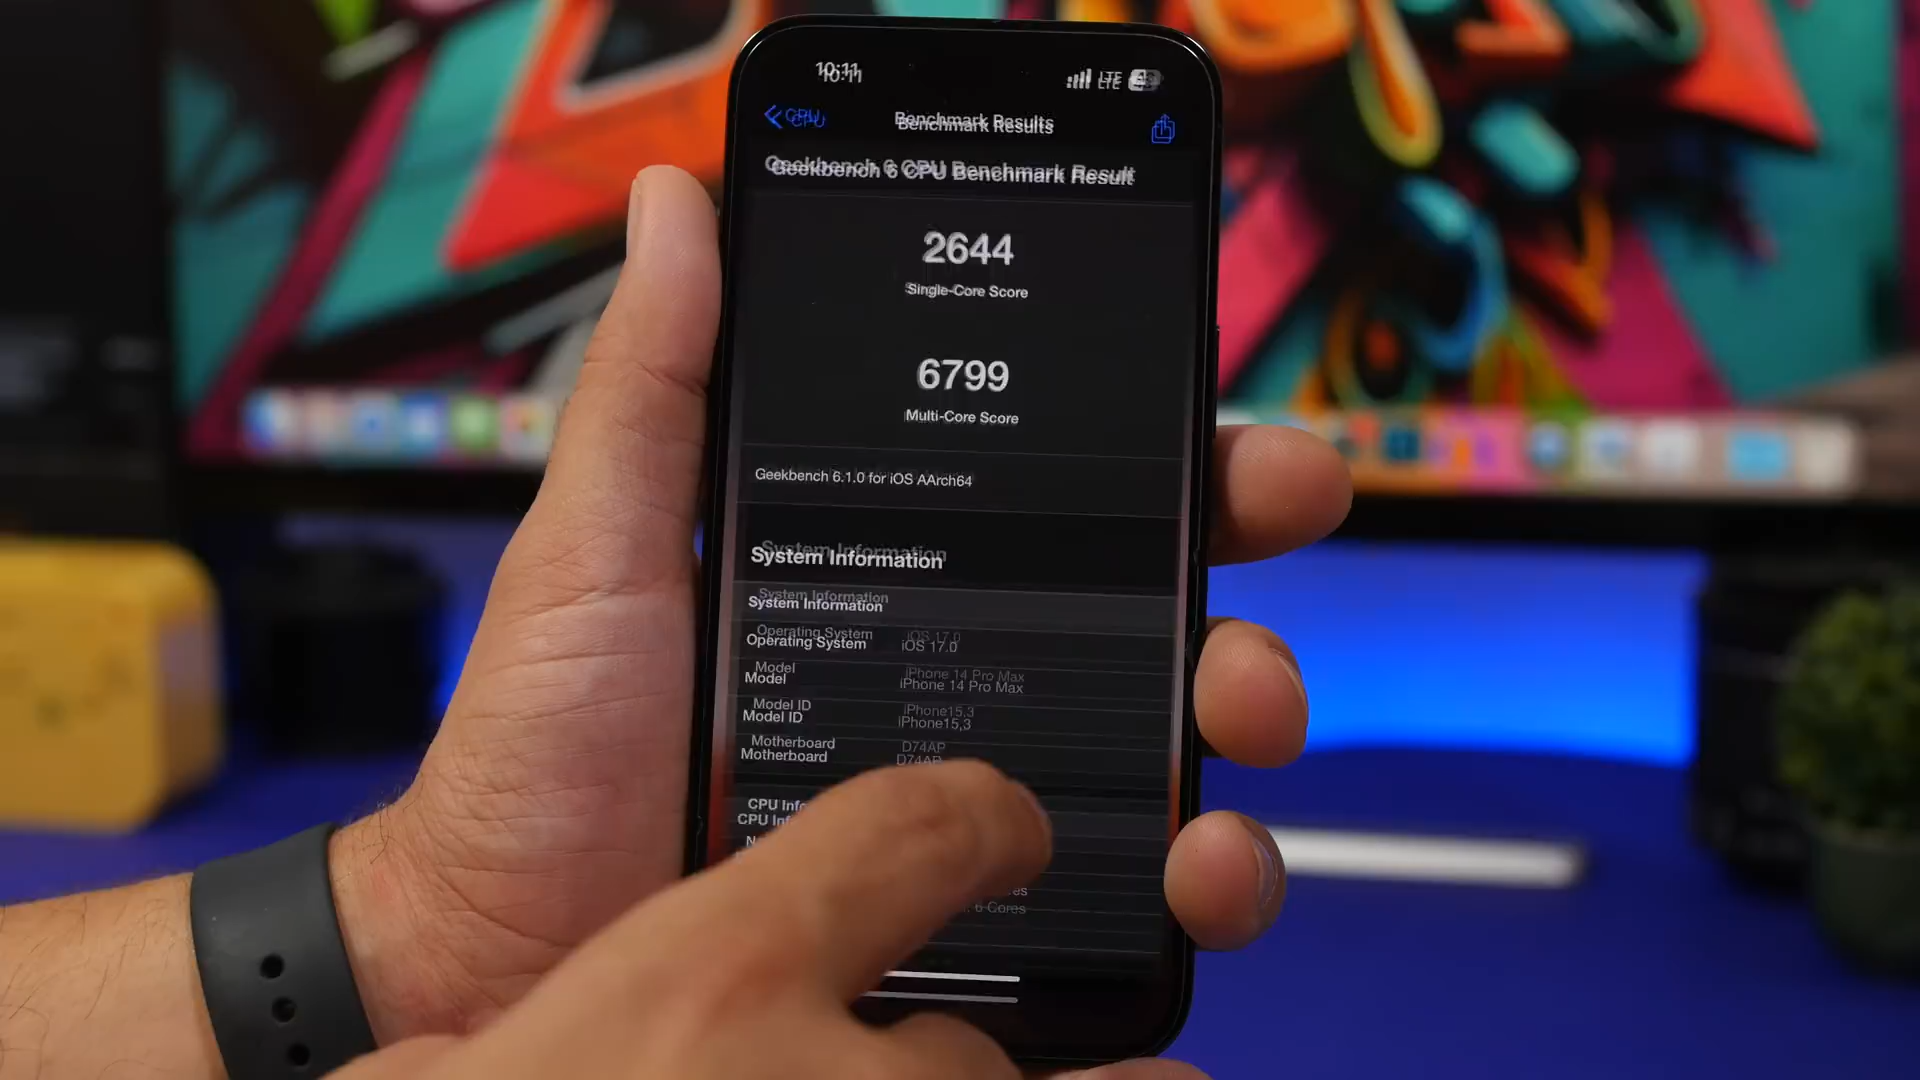 10:11
LTE
CPU
Benchmark Results
Geekbench 6 CPU Benchmark Result
2644
Single-Core Score
6799
Multi-Core Score
Geekbench 6.1.0 for iOS AArch64
System Information
System Information
Operating System iOS 17.0
Model iPhone 14 Pro Max
Model ID iPhone15,3
Motherboard D74AP
CPU
6 Cores